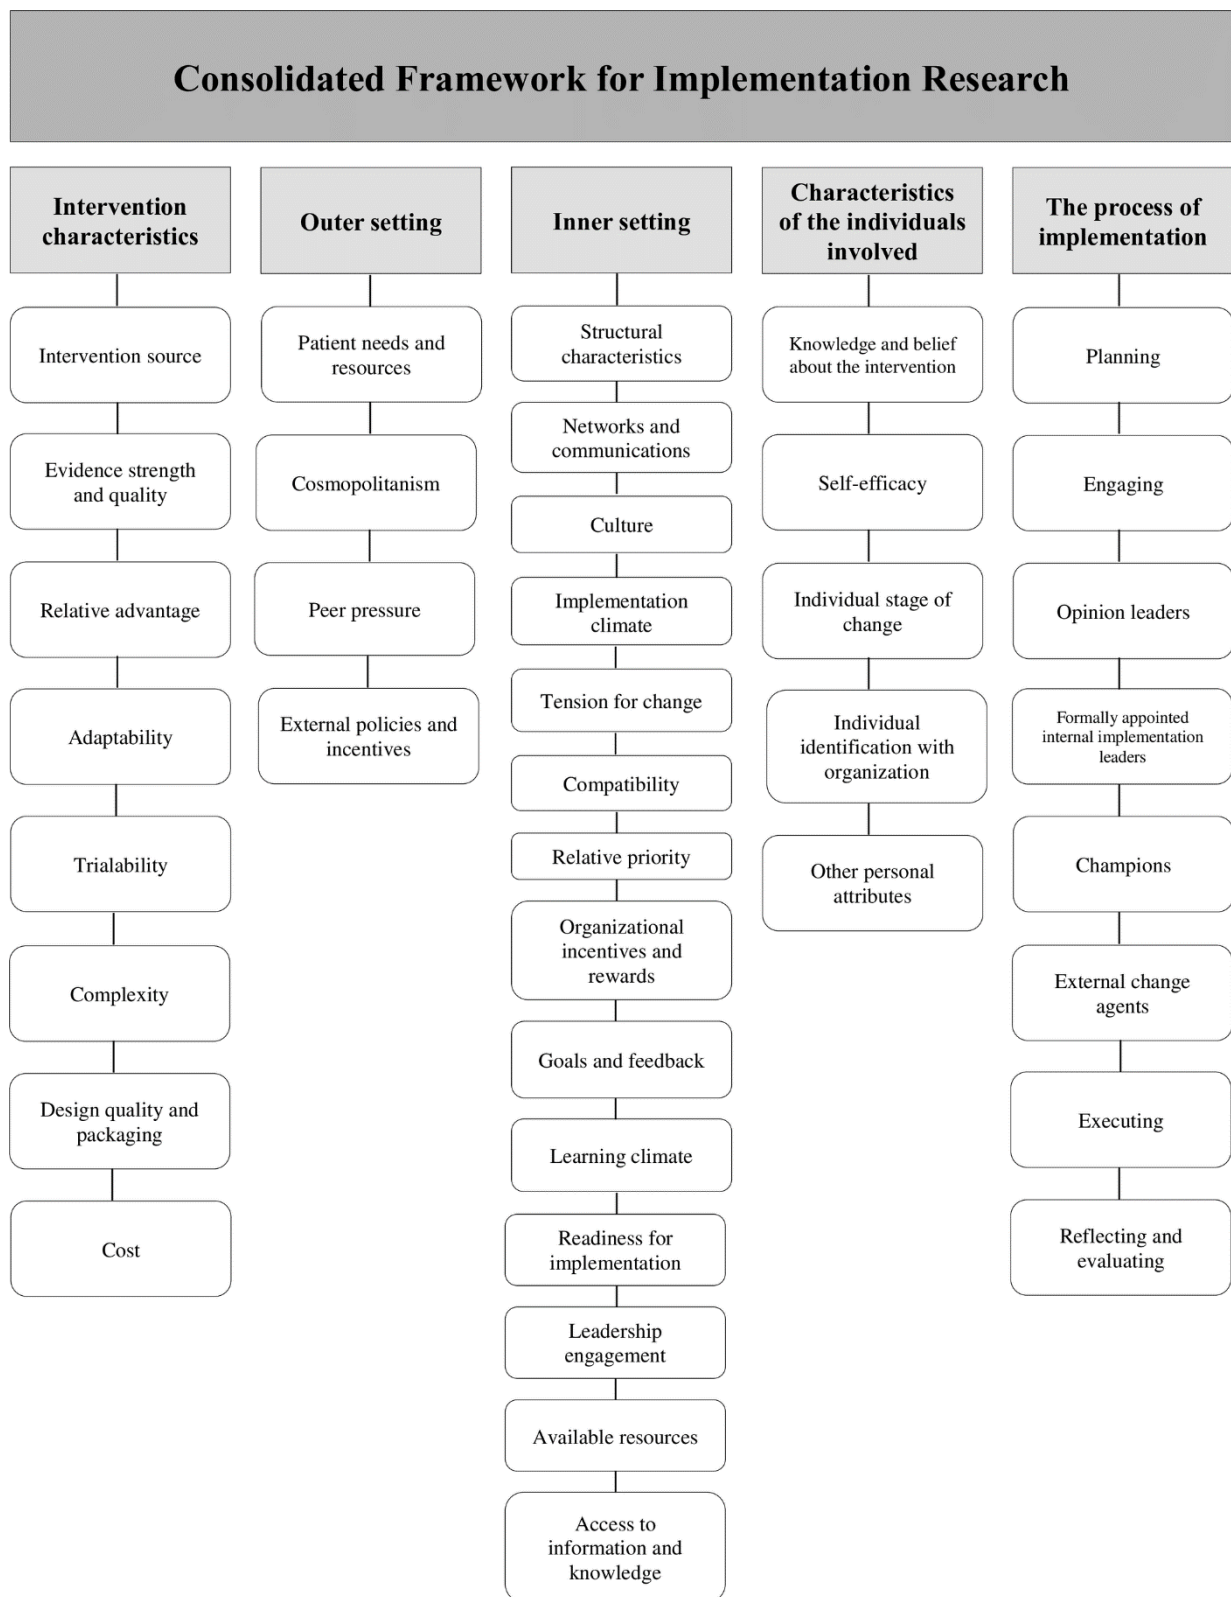 Consolidated Framework for Implementation Research
Intervention
characteristics
Intervention source
Evidence strength
and quality
Relative advantage
Adaptability
Trialability
Complexity
Design quality and
packaging
Cost
Outer setting
Patient needs and
resources
Cosmopolitanism
Peer pressure
External policies and
incentives
Inner setting
Structural
characteristics
Networks and
communications
Culture
Implementation
climate
Tension for change
Compatibility
Relative priority
Organizational
incentives and
rewards
Goals and feedback
Learning climate
Readiness for
implementation
Leadership
engagement
Available resources
Access to
information and
knowledge
Characteristics
of the individuals
involved
Knowledge and belief
about the intervention
Self-efficacy
Individual stage of
change
Individual
identification with
organization
Other personal
attributes
The process of
implementation
Planning
Engaging
Opinion leaders
Formally appointed
internal implementation
leaders
Champions
External change
agents
Executing
Reflecting and
evaluating